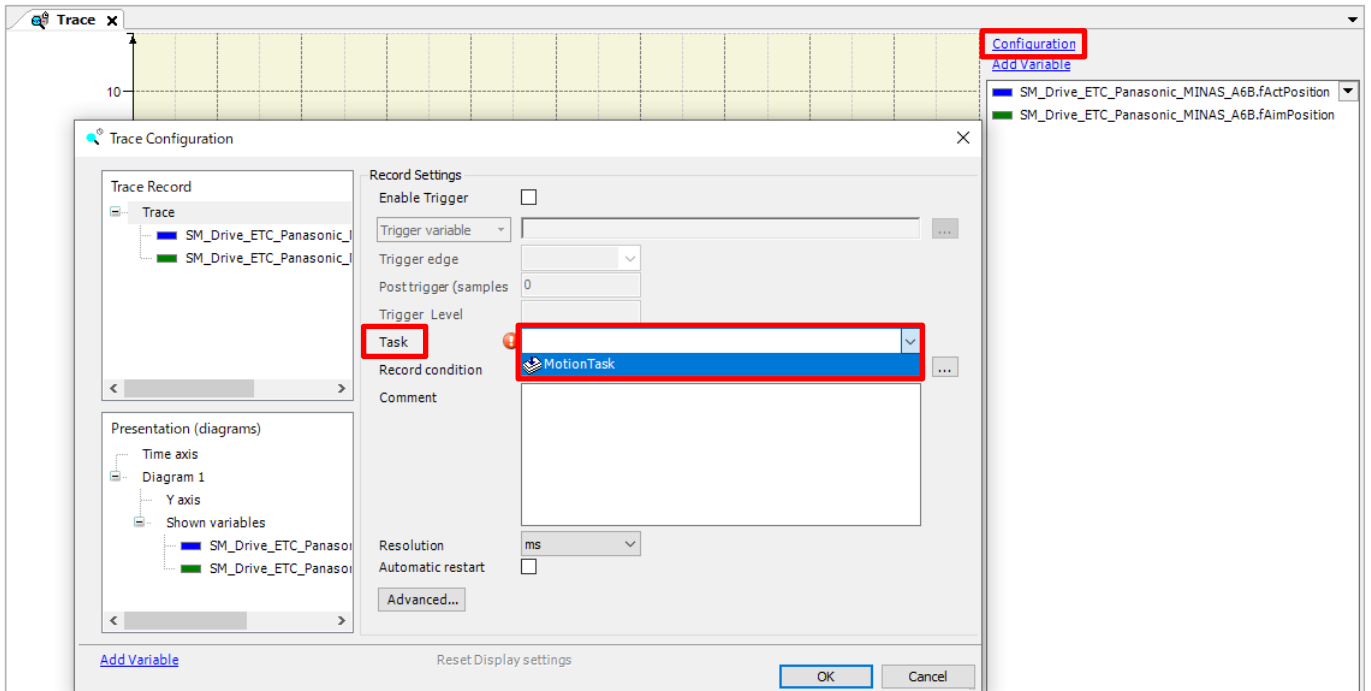 Trace
Configuration
Add Variable
10
SM_Drive_ETC_Panasonic_MINAS_A6B.fActPosition
SM_Drive_ETC_Panasonic_MINAS_A6B.fAimPosition
Trace Configuration
Trace Record
Trace
SM_Drive_ETC_Panasonic_I
SM_Drive_ETC_Panasonic_I
Presentation (diagrams)
Time axis
Diagram 1
Y axis
Shown variables
SM_Drive_ETC_Panasor
SM_Drive_ETC_Panasor
Record Settings
Enable Trigger
Trigger variable
...
Trigger edge
Post trigger (samples
0
Trigger Level
Task
MotionTask
Record condition
...
Comment
Resolution
ms
Automatic restart
Advanced...
Add Variable
Reset Display settings
OK
Cancel